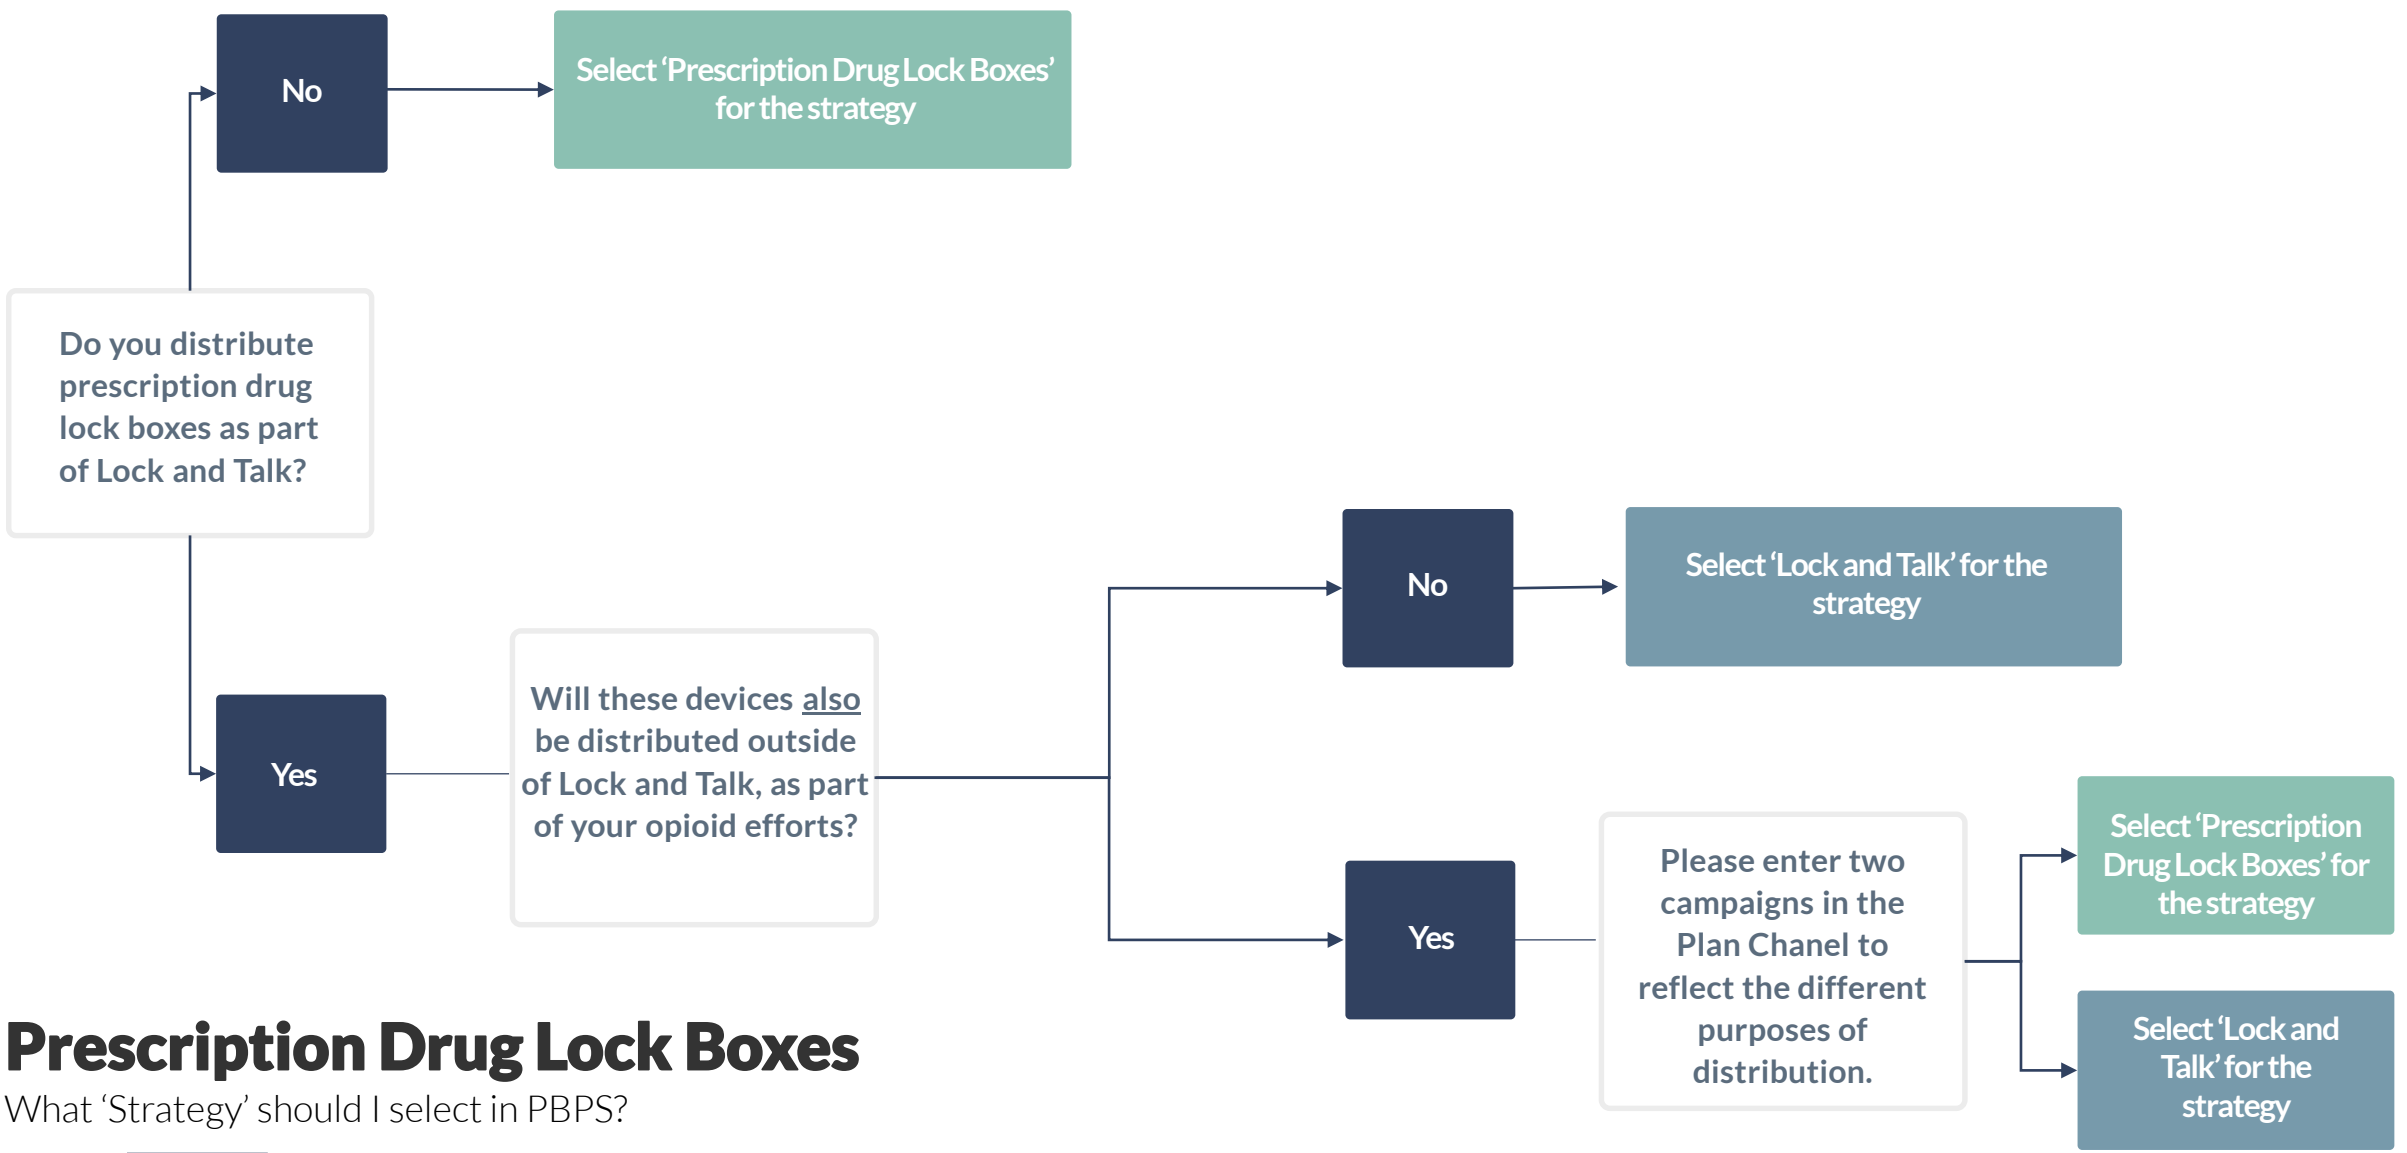 No
Select ‘Prescription Drug Lock Boxes’
for the strategy
Do you distribute
prescription drug
lock boxes as part
of Lock and Talk?
Yes
Will these devices also
be distributed outside
of Lock and Talk, as part
of your opioid efforts?
No
Select ‘Lock and Talk’ for the
strategy
Yes
Please enter two
campaigns in the
Plan Chanel to
reflect the different
purposes of
distribution.
Select ‘Prescription
Drug Lock Boxes’ for
the strategy
Select ‘Lock and
Talk’ for the
strategy
Prescription Drug Lock Boxes
What ‘Strategy’ should I select in PBPS?